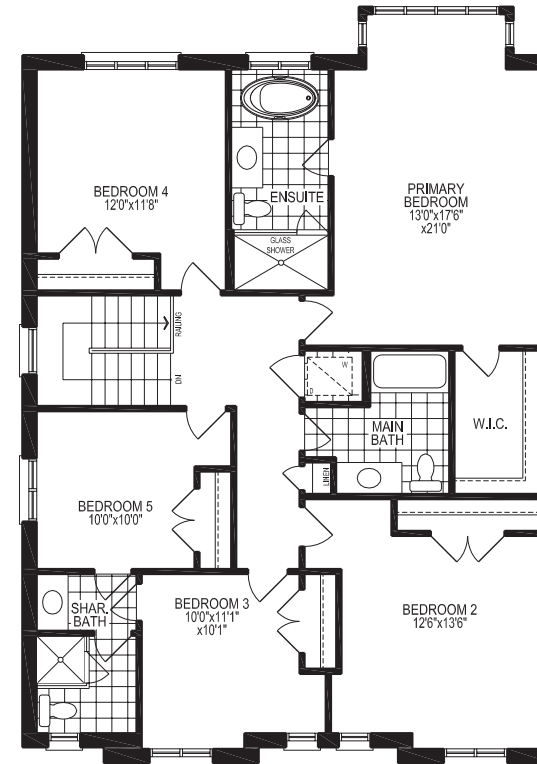 BEDROOM 4
12'0"x11'8"
ENSUITE
GLASS
SHOWER
PRIMARY
BEDROOM
13'0"x17'6"
x21'0"
RAILING
DN
W
D
MAIN
BATH
W.I.C.
LINEN
BEDROOM 5
10'0"x10'0"
SHAR.
BATH
BEDROOM 3
10'0"x11'1"
x10'1"
BEDROOM 2
12'6"x13'6"